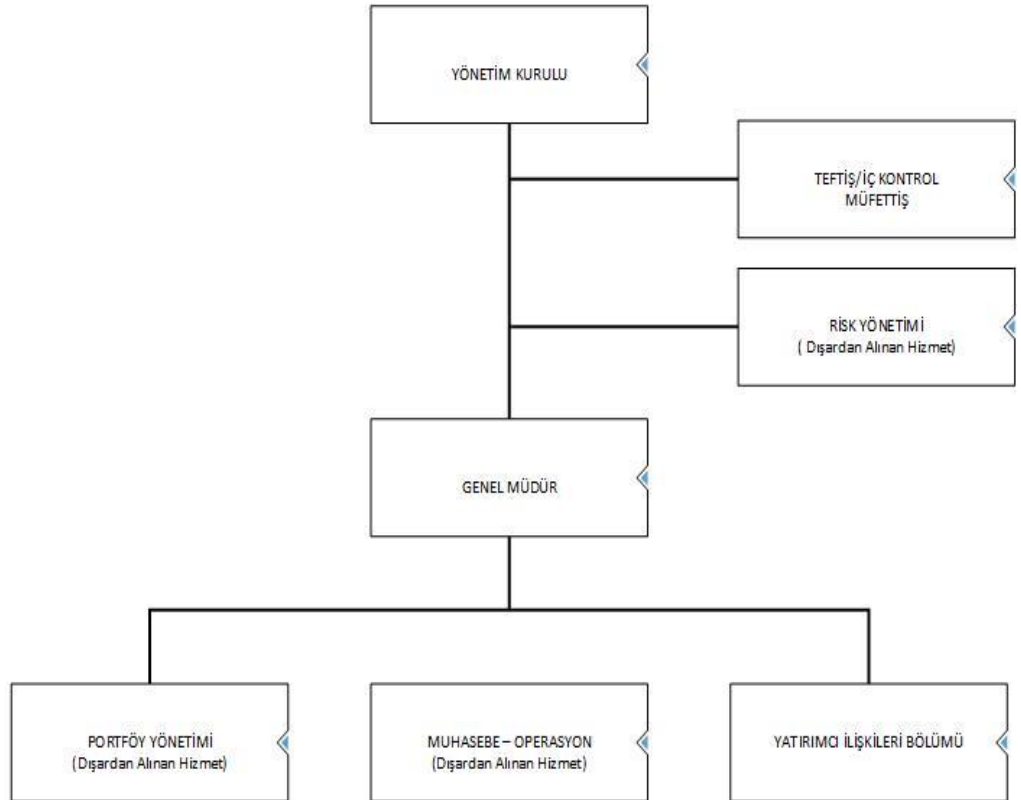 YÖNETİM KURULU
TEFTİŞ/İÇ KONTROL
MÜFETTİŞ
RİSK YÖNETİMİ
( Dışardan Alınan Hizmet)
GENEL MÜDÜR
PORTFÖY YÖNETİMİ
(Dışardan Alınan Hizmet)
MUHASEBE – OPERASYON
(Dışardan Alınan Hizmet)
YATIRIMCI İLİŞKİLERİ BÖLÜMÜ